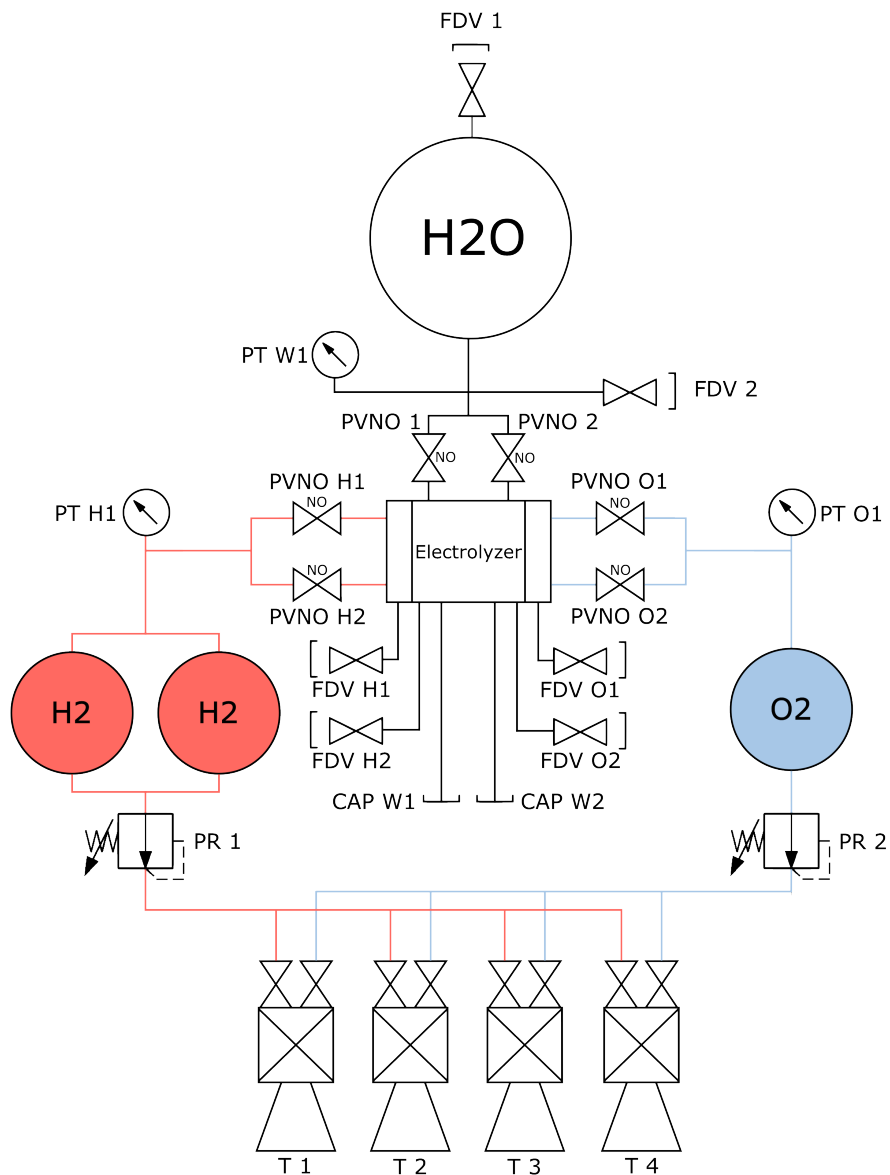 FDV 1
H2O
PT W1
FDV 2
PVNO 1
PVNO 2
NO
NO
PVNO H1
PVNO O1
NO
NO
PT H1
PT O1
Electrolyzer
NO
NO
PVNO H2
PVNO O2
FDV H1
FDV O1
H2
H2
O2
FDV H2
FDV O2
CAP W1
CAP W2
PR 1
PR 2
T 1
T 2
T 3
T 4